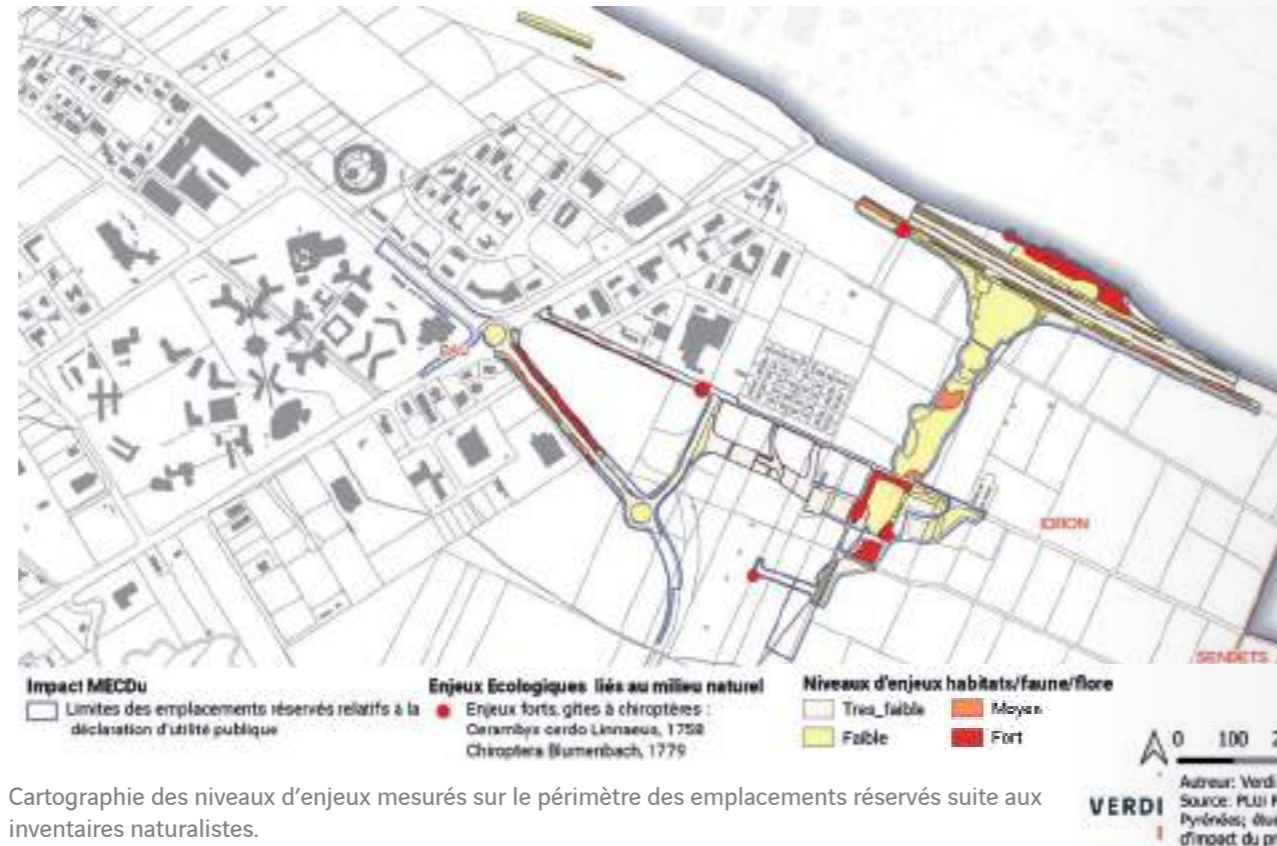 IDRON
SENDETS
Impact MECDu
Limites des emplacements réservés relatifs à la
déclaration d'utilité publique
Enjeux Ecologiques liés au milieu naturel
Enjeux forts, gîtes à chiroptères :
Cerambyx cerdo Linnaeus, 1758
Chiroptera Blumenbach, 1779
Niveaux d'enjeux habitats/faune/flore
Tres_faible
Moyen
Faible
Fort
0 100 2
VERDI
Autreur: Verdi
Source: PLUi
Pyrénées;
d'impact du pr
Cartographie des niveaux d'enjeux mesurés sur le périmètre des emplacements réservés suite aux
inventaires naturalistes.